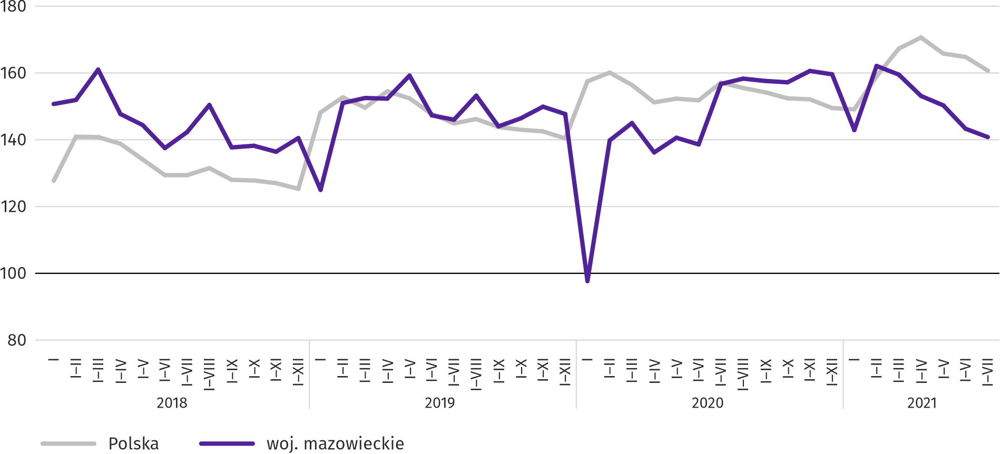 180
160
140
120
100
80
I I–II I–III I–IV I–V I–VI I–VII I–VIII I–IX I–X I–XI I–XII I I–II I–III I–IV I–V I–VI I–VII I–VIII I–IX I–X I–XI I–XII I I–II I–III I–IV I–V I–VI I–VII I–VIII I–IX I–X I–XI I–XII I I–II I–III I–IV I–V I–VI I–VII
2018 2019 2020 2021
Polska woj. mazowieckie